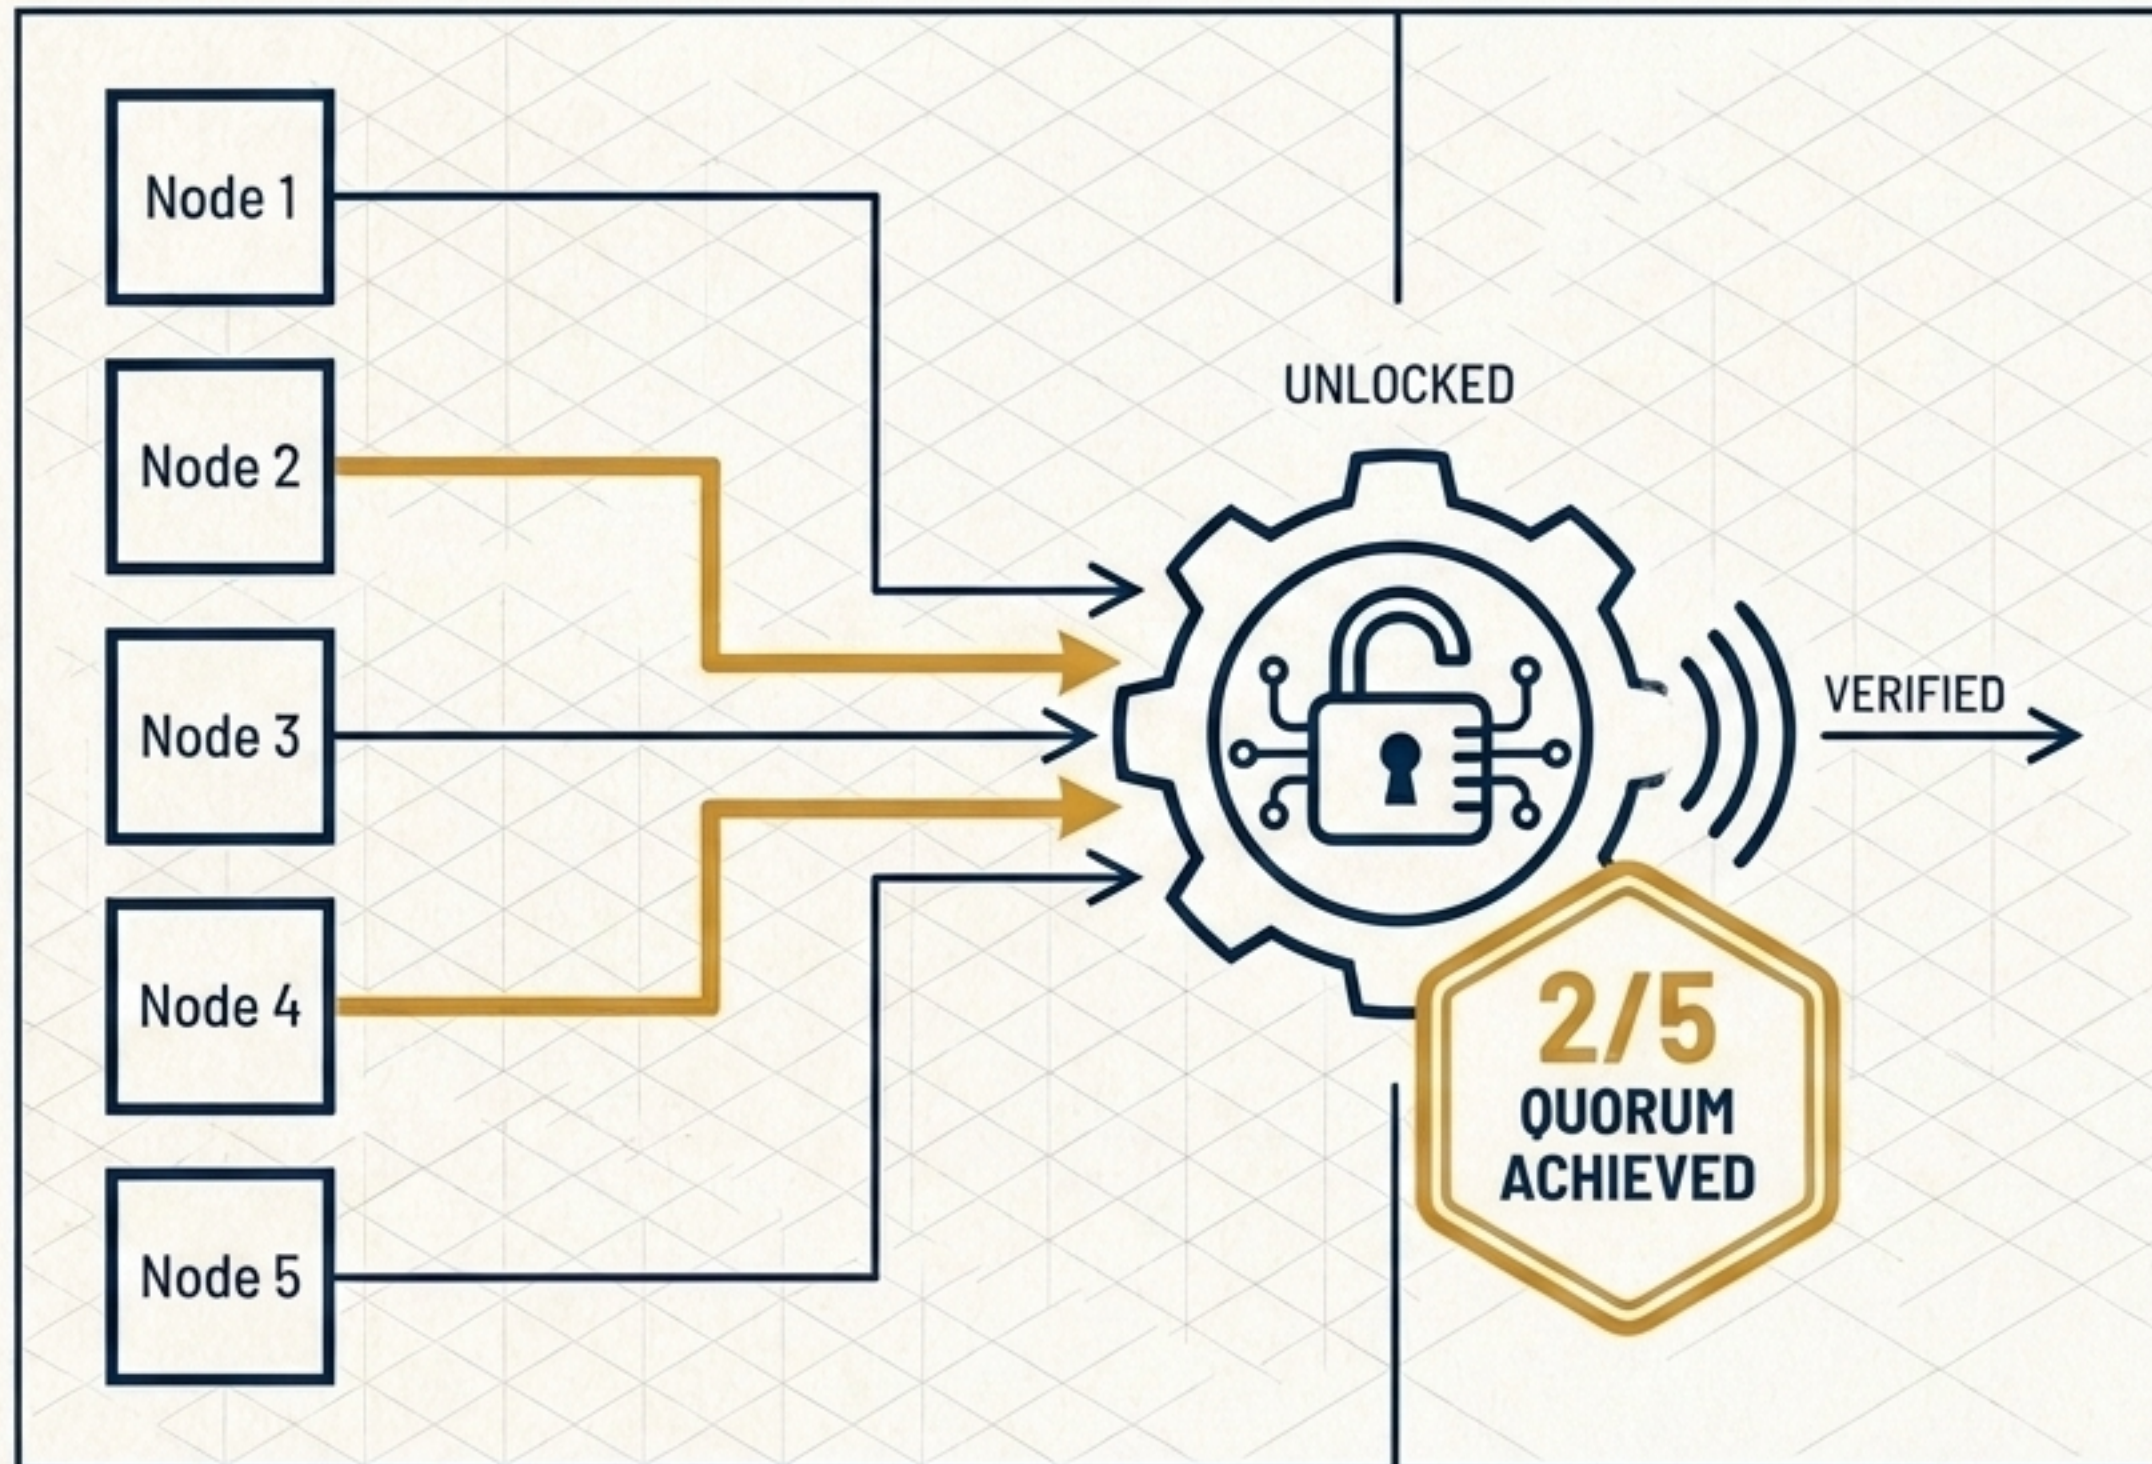 Node 1
Node 2
Node 3
Node 4
Node 5
UNLOCKED
VERIFIED
2/5
QUORUM
ACHIEVED